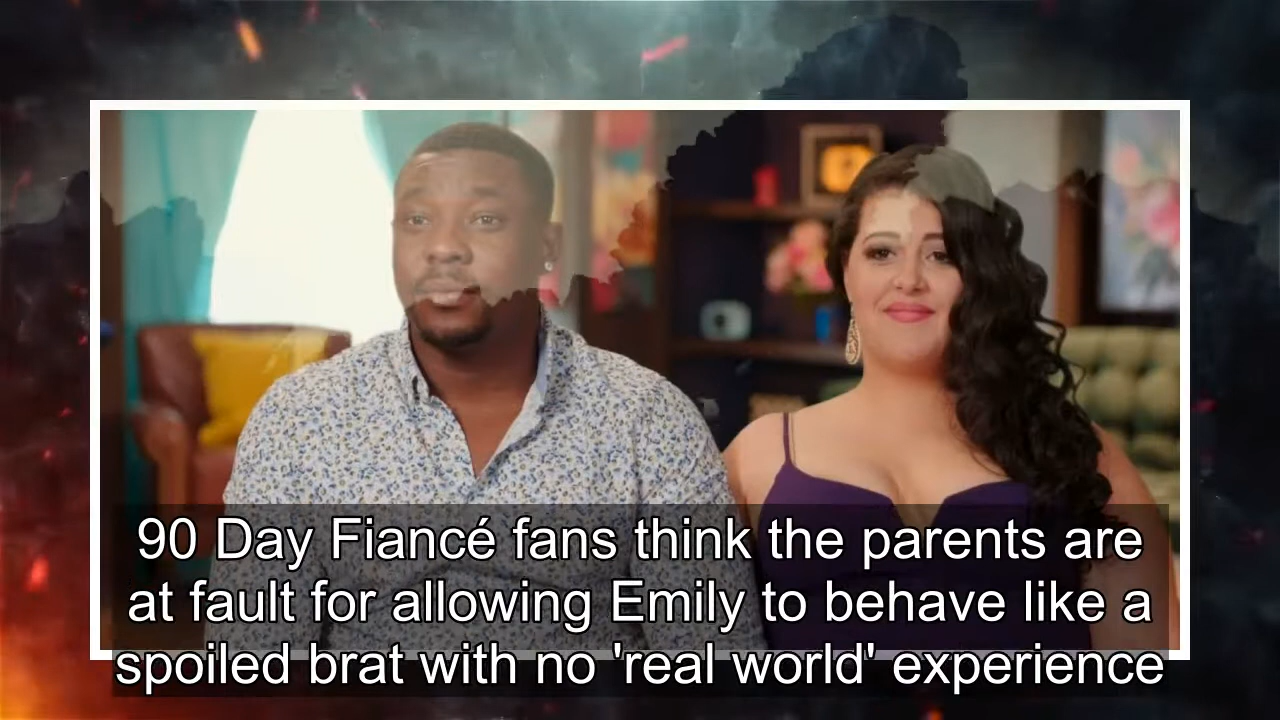 90 Day Fiancé fans think the parents are
at fault for allowing Emily to behave like a
spoiled brat with no 'real world' experience